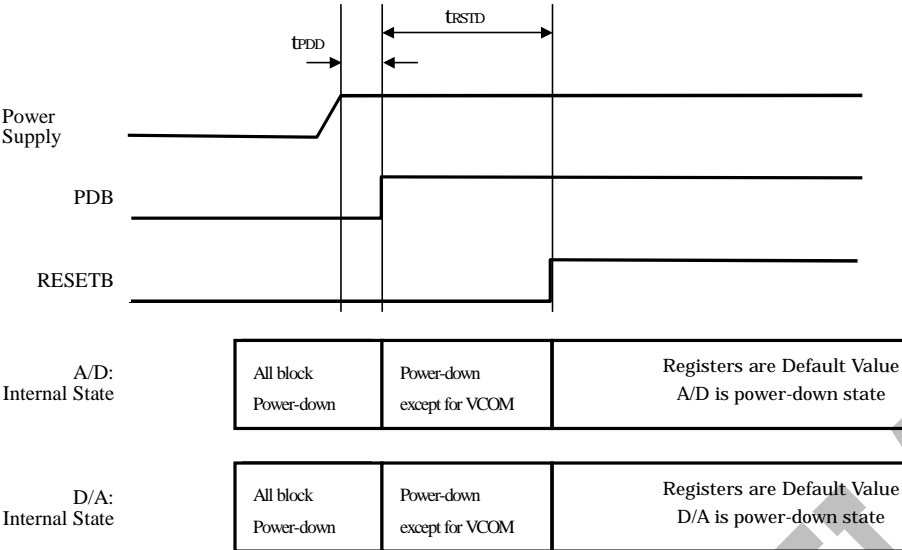 tRSTD
tPDD
Power
Supply
PDB
RESETB
A/D:
Internal State
All block
Power-down
Power-down
except for VCOM
Registers are Default Value
A/D is power-down state
D/A:
Internal State
All block
Power-down
Power-down
except for VCOM
Registers are Default Value
D/A is power-down state